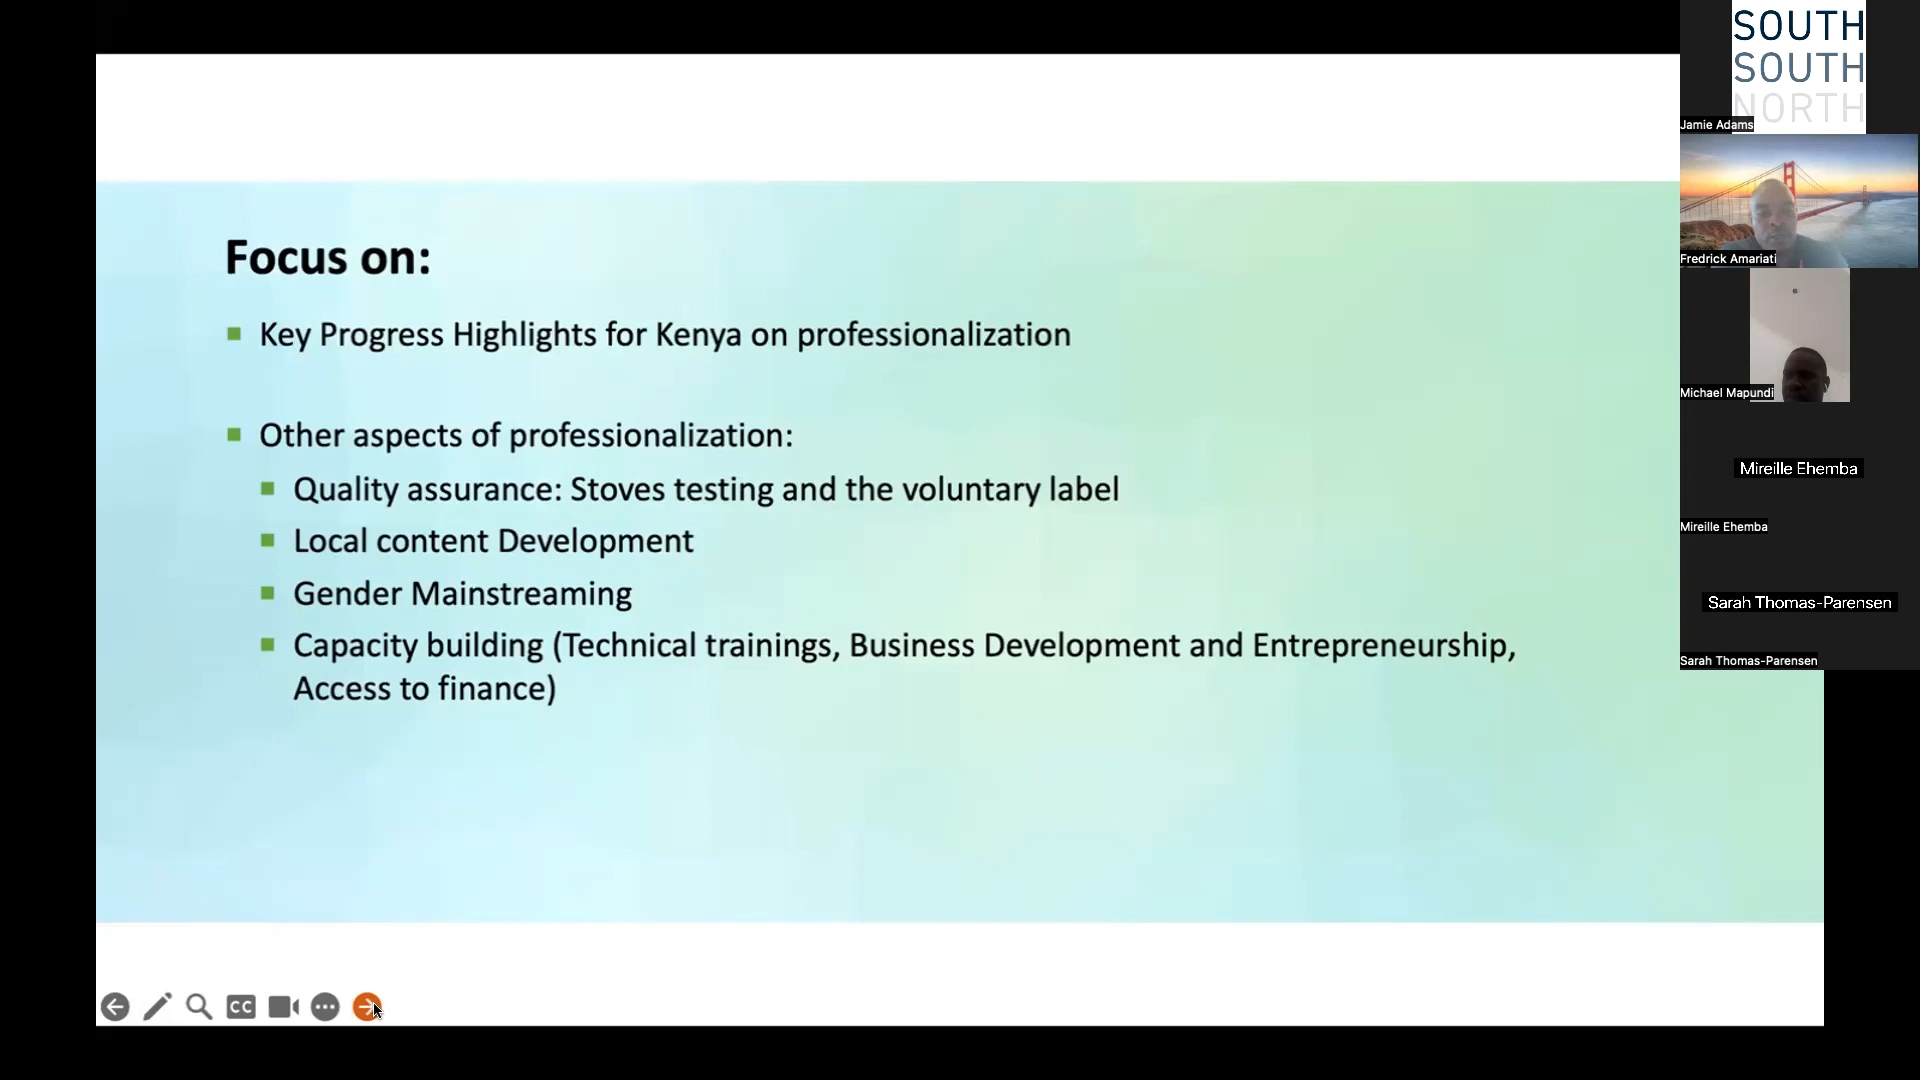 Focus on:
Key Progress Highlights for Kenya on professionalization
Other aspects of professionalization:
Quality assurance: Stoves testing and the voluntary label
Local content Development
Gender Mainstreaming
Capacity building (Technical trainings, Business Development and Entrepreneurship,
Access to finance)
CC
SOUTH
SOUTH
NORTH
Jamie Adams
Fredrick Amariati
Michael Mapundi
Mireille Ehemba
Mireille Ehemba
Sarah Thomas-Parensen
Sarah Thomas-Parensen